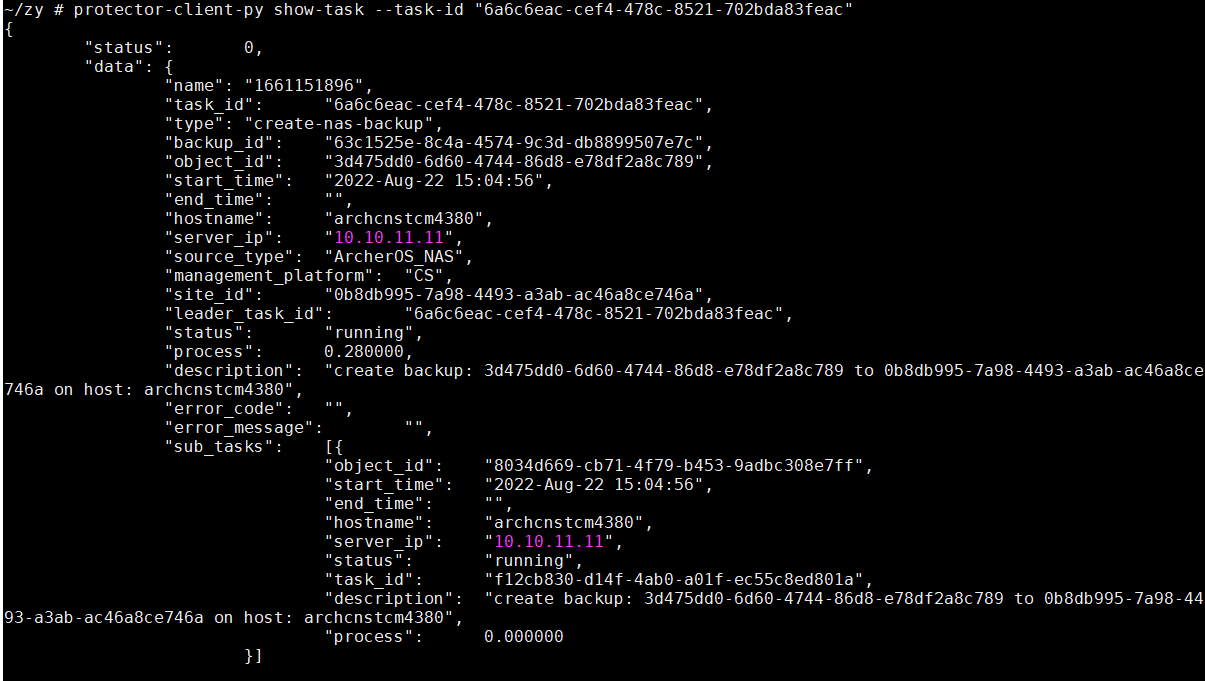 ~/zy # protector-client-py show-task --task-id "6a6c6eac-cef4-478c-8521-702bda83feac"
{
        "status":       0,
        "data": {
                "name": "1661151896",
                "task_id":      "6a6c6eac-cef4-478c-8521-702bda83feac",
                "type": "create-nas-backup",
                "backup_id":    "63c1525e-8c4a-4574-9c3d-db8899507e7c",
                "object_id":    "3d475dd0-6d60-4744-86d8-e78df2a8c789",
                "start_time":   "2022-Aug-22 15:04:56",
                "end_time":     "",
                "hostname":     "archcnstcm4380",
                "server_ip":    "10.10.11.11",
                "source_type":  "ArcherOS_NAS",
                "management_platform":  "CS",
                "site_id":      "0b8db995-7a98-4493-a3ab-ac46a8ce746a",
                "leader_task_id":       "6a6c6eac-cef4-478c-8521-702bda83feac",
                "status":       "running",
                "process":      0.280000,
                "description":  "create backup: 3d475dd0-6d60-4744-86d8-e78df2a8c789 to 0b8db995-7a98-4493-a3ab-ac46a8ce
746a on host: archcnstcm4380",
                "error_code":   "",
                "error_message":        "",
                "sub_tasks":    [{
                                "object_id":    "8034d669-cb71-4f79-b453-9adbc308e7ff",
                                "start_time":   "2022-Aug-22 15:04:56",
                                "end_time":     "",
                                "hostname":     "archcnstcm4380",
                                "server_ip":    "10.10.11.11",
                                "status":       "running",
                                "task_id":      "f12cb830-d14f-4ab0-a01f-ec55c8ed801a",
                                "description":  "create backup: 3d475dd0-6d60-4744-86d8-e78df2a8c789 to 0b8db995-7a98-44
93-a3ab-ac46a8ce746a on host: archcnstcm4380",
                                "process":      0.000000
                        }]